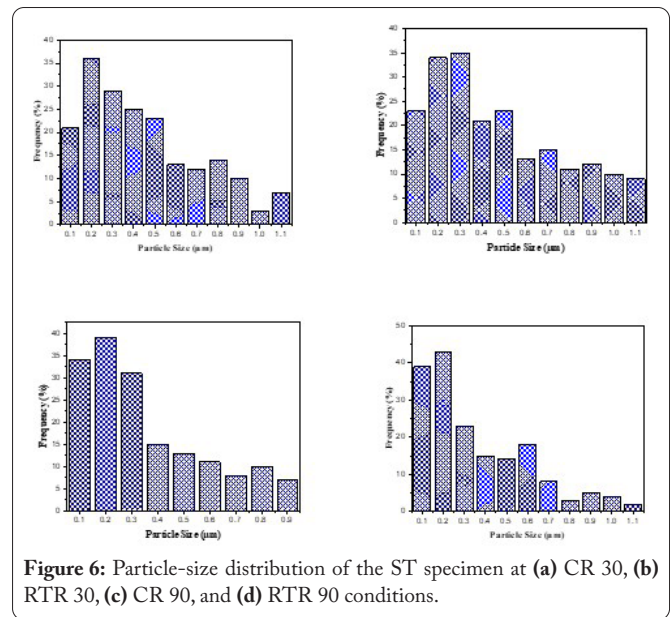 40
35
30
25
20
15
10
5
0
Frequency (%)
0.1 0.2 0.3 0.4 0.5 0.6 0.7 0.8 0.9 1.0 1.1
Particle Size (µm)
40
35
30
25
20
15
10
5
0
Frequency (%)
0.1 0.2 0.3 0.4 0.5 0.6 0.7 0.8 0.9 1.0 1.1
Particle Size (µm)
40
35
30
25
20
15
10
5
0
Frequency (%)
0.1 0.2 0.3 0.4 0.5 0.6 0.7 0.8 0.9
Particle Size (µm)
50
40
30
20
10
0
Frequency (%)
0.1 0.2 0.3 0.4 0.5 0.6 0.7 0.8 0.9 1.0 1.1
Particle Size (µm)
Figure 6: Particle-size distribution of the ST specimen at (a) CR 30, (b)
RTR 30, (c) CR 90, and (d) RTR 90 conditions.